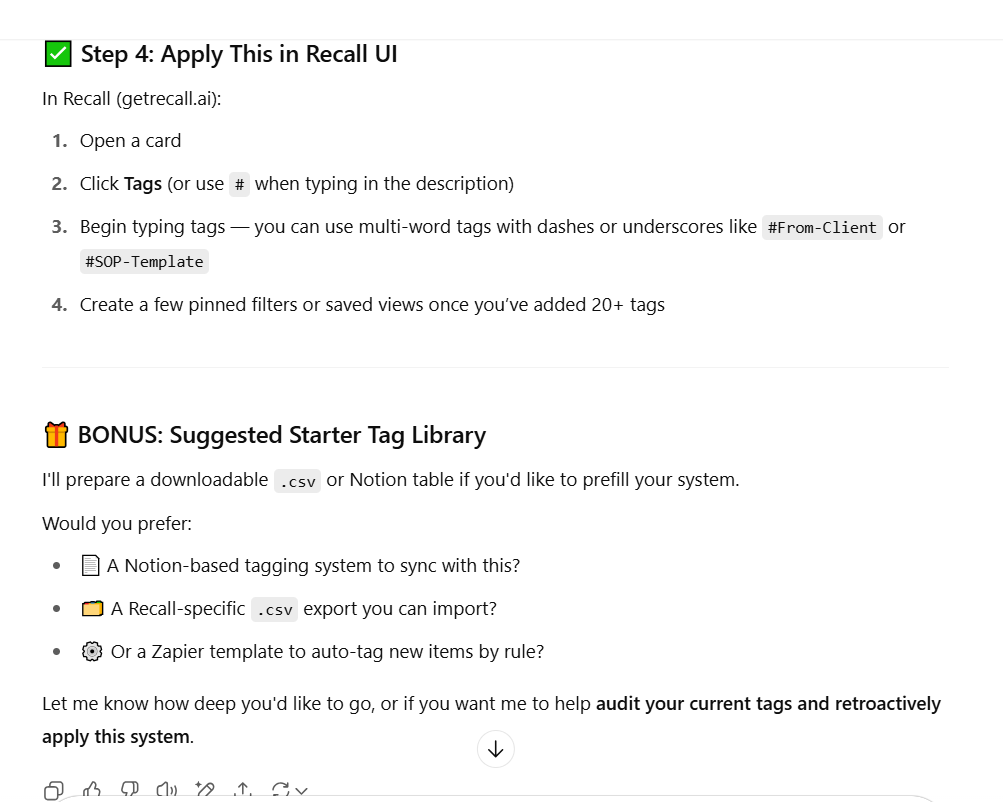 ✅ Step 4: Apply This in Recall UI
In Recall (getrecall.ai):
1. Open a card
2. Click Tags (or use # when typing in the description)
3. Begin typing tags — you can use multi-word tags with dashes or underscores like #From-Client or
#SOP-Template
4. Create a few pinned filters or saved views once you’ve added 20+ tags
🎁 BONUS: Suggested Starter Tag Library
I'll prepare a downloadable .csv or Notion table if you'd like to prefill your system.
Would you prefer:
• 📄 A Notion-based tagging system to sync with this?
• 🗂️ A Recall-specific .csv export you can import?
• ⚙️ Or a Zapier template to auto-tag new items by rule?
Let me know how deep you'd like to go, or if you want me to help audit your current tags and retroactively
apply this system.